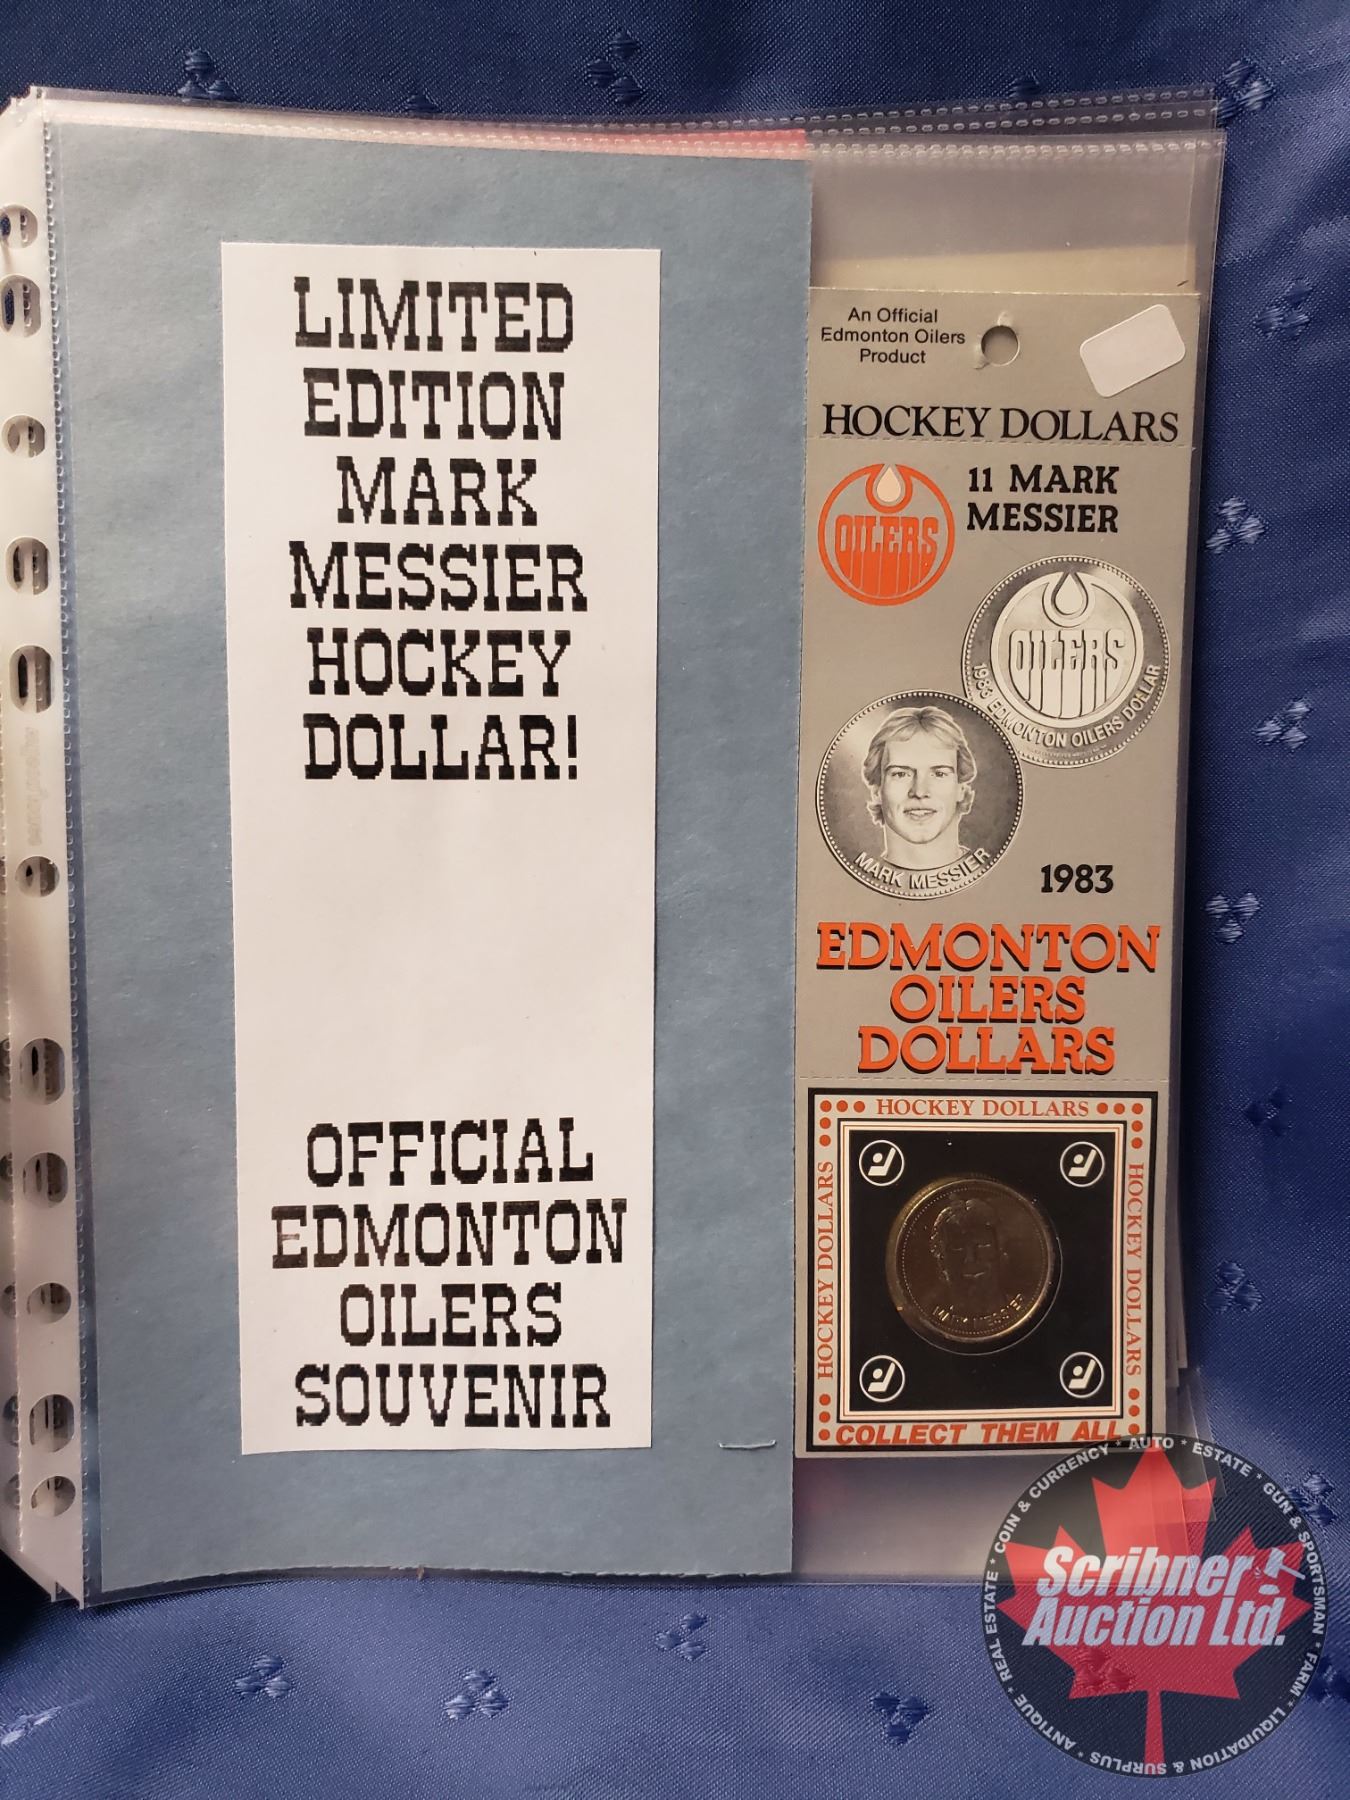 LIMITED
EDITION
MARK
MESSIER
HOCKEY
DOLLAR!
OFFICIAL
EDMONTON
OILERS
SOUVENIR
An Official
Edmonton Oilers
Product
HOCKEY DOLLARS
OILERS
11 MARK
MESSIER
OILERS
1983 EDMONTON OILERS DOLLAR
MARK MESSIER
1983
EDMONTON
OILERS
DOLLARS
HOCKEY DOLLARS
HOCKEY DOLLARS
HOCKEY DOLLARS
MARK MESSIER
COLLECT THEM ALL
Scribner
Auction Ltd.
* REAL ESTATE * COIN & CURRENCY * AUTO * ESTATE * GUN & SPORTSMAN * FARM * LIQUIDATION & SURPLUS * ANTIQUE